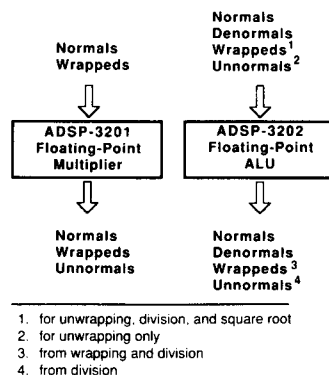 Normals
Wrappeds
Normals
Denormals
Wrappeds1
Unnormals2
ADSP-3201
Floating-Point
Multiplier
ADSP-3202
Floating-Point
ALU
Normals
Wrappeds
Unnormals
Normals
Denormals
Wrappeds3
Unnormals4
1. for unwrapping, division, and square root
2. for unwrapping only
3. from wrapping and division
4. from division